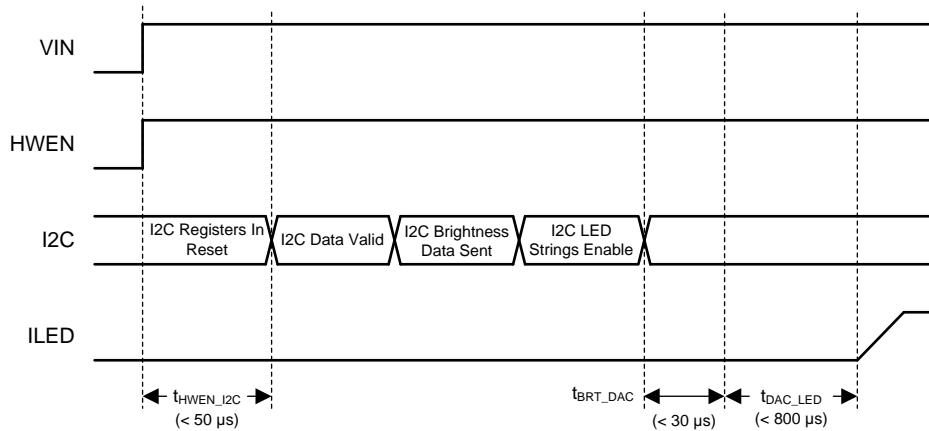 VIN
HWEN
I2C
I2C Registers In
Reset
I2C Data Valid
I2C Brightness
Data Sent
I2C LED
Strings Enable
ILED
tHWEN_I2C
(< 50 µs)
tBRT_DAC
(< 30 µs)
tDAC_LED
(< 800 µs)